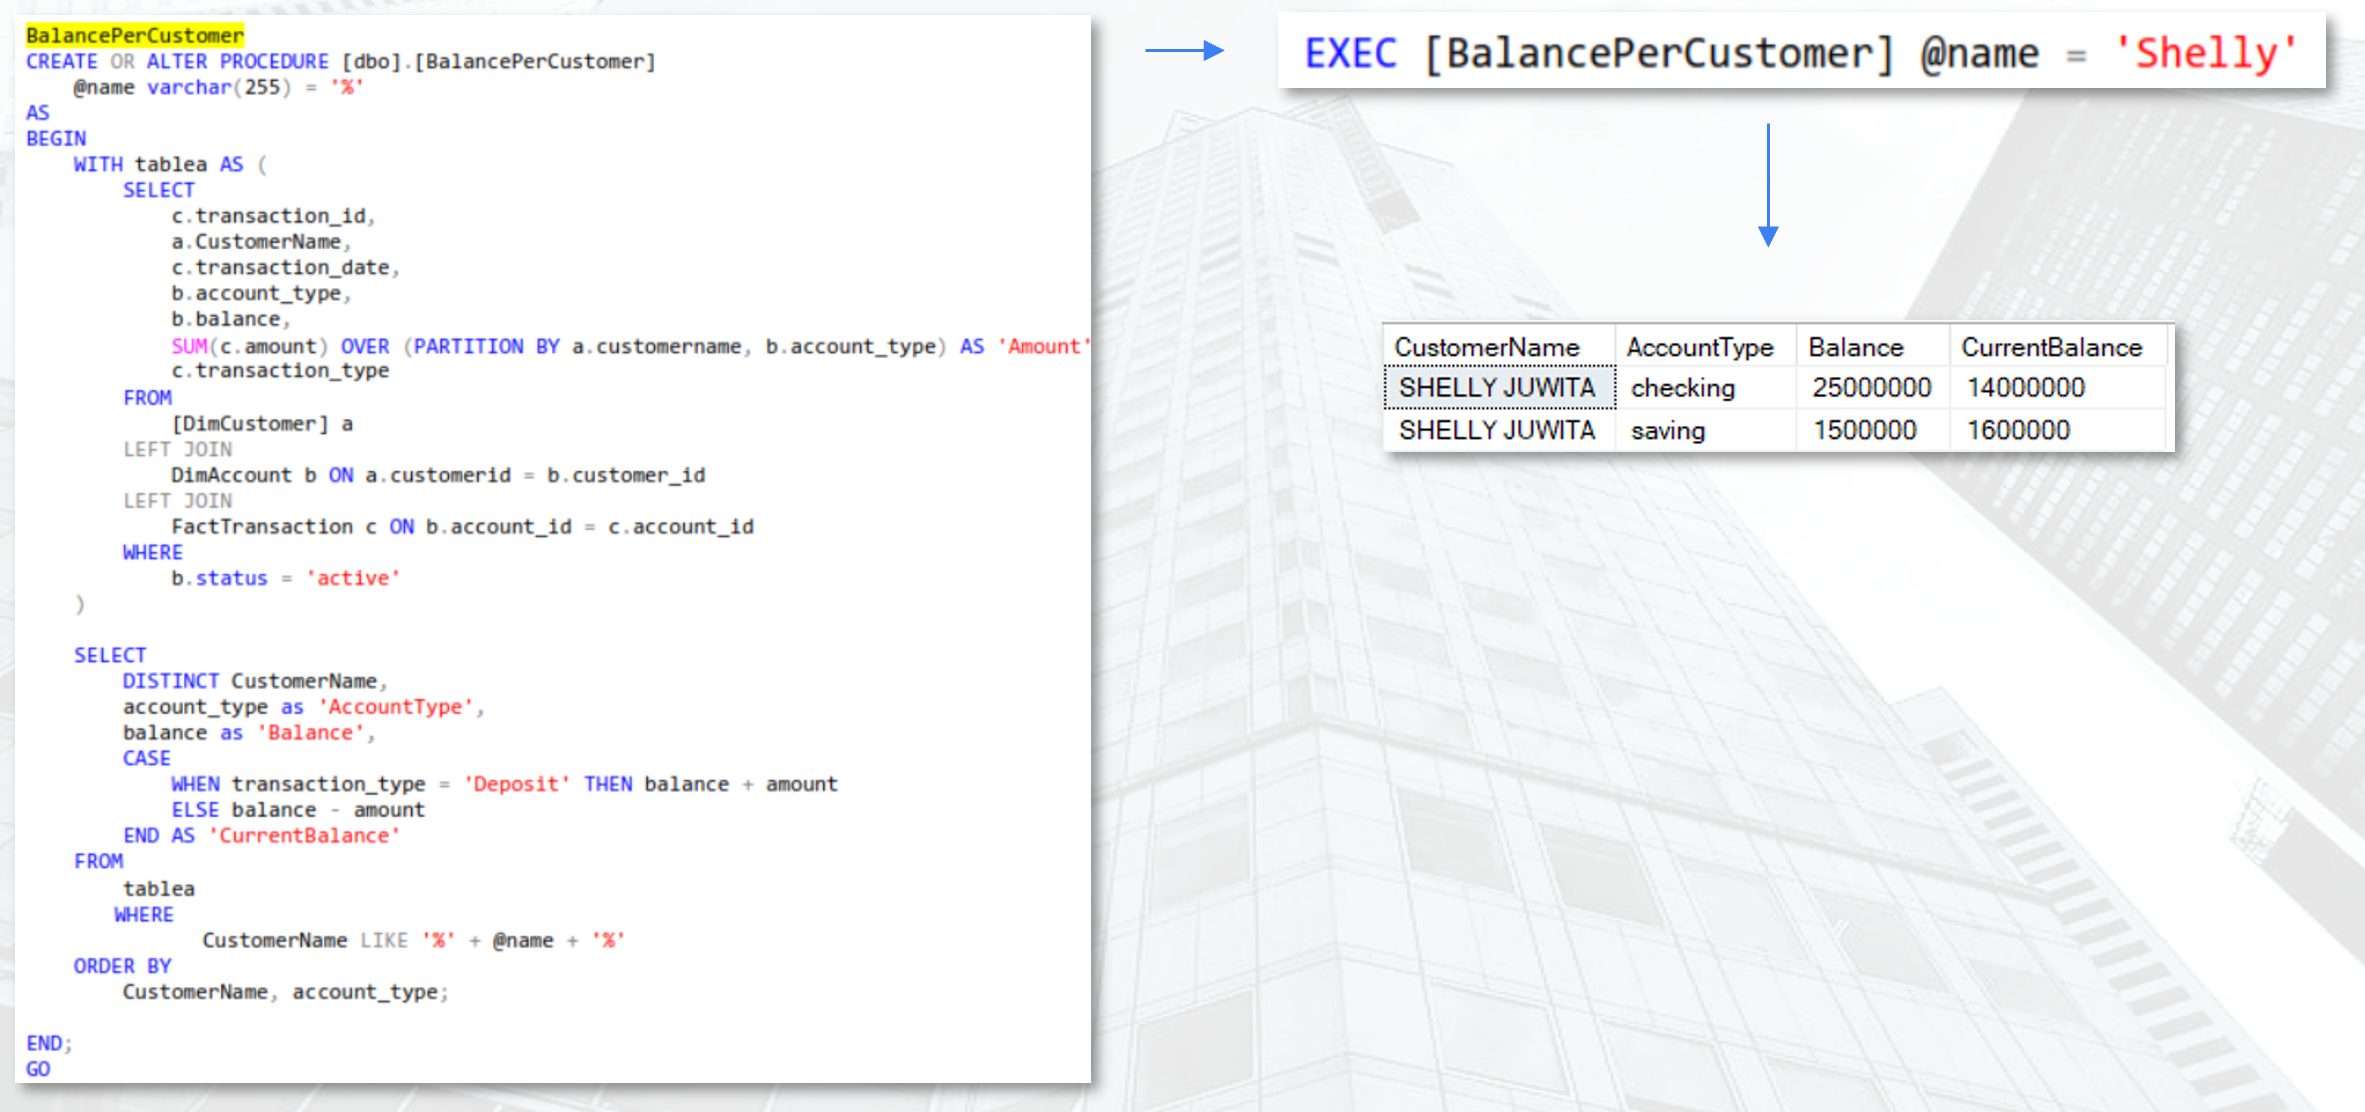 BalancePerCustomer
CREATE OR ALTER PROCEDURE [dbo].[BalancePerCustomer]
@name varchar(255) = '%'
AS
BEGIN
WITH tablea AS (
SELECT
c.transaction_id,
a.CustomerName,
c.transaction_date,
b.account_type,
b.balance,
SUM(c.amount) OVER (PARTITION BY a.customername, b.account_type) AS 'Amount'
c.transaction_type
FROM
[DimCustomer] a
LEFT JOIN
DimAccount b ON a.customerid = b.customer_id
LEFT JOIN
FactTransaction c ON b.account_id = c.account_id
WHERE
b.status = 'active'
)
SELECT
DISTINCT CustomerName,
account_type as 'AccountType',
balance as 'Balance',
CASE
WHEN transaction_type = 'Deposit' THEN balance + amount
ELSE balance - amount
END AS 'CurrentBalance'
FROM
tablea
WHERE
CustomerName LIKE '%' + @name + '%'
ORDER BY
CustomerName, account_type;
END;
GO
EXEC [BalancePerCustomer] @name = 'Shelly'
CustomerName AccountType Balance CurrentBalance
SHELLY JUWITA checking 25000000 14000000
SHELLY JUWITA saving 1500000 1600000